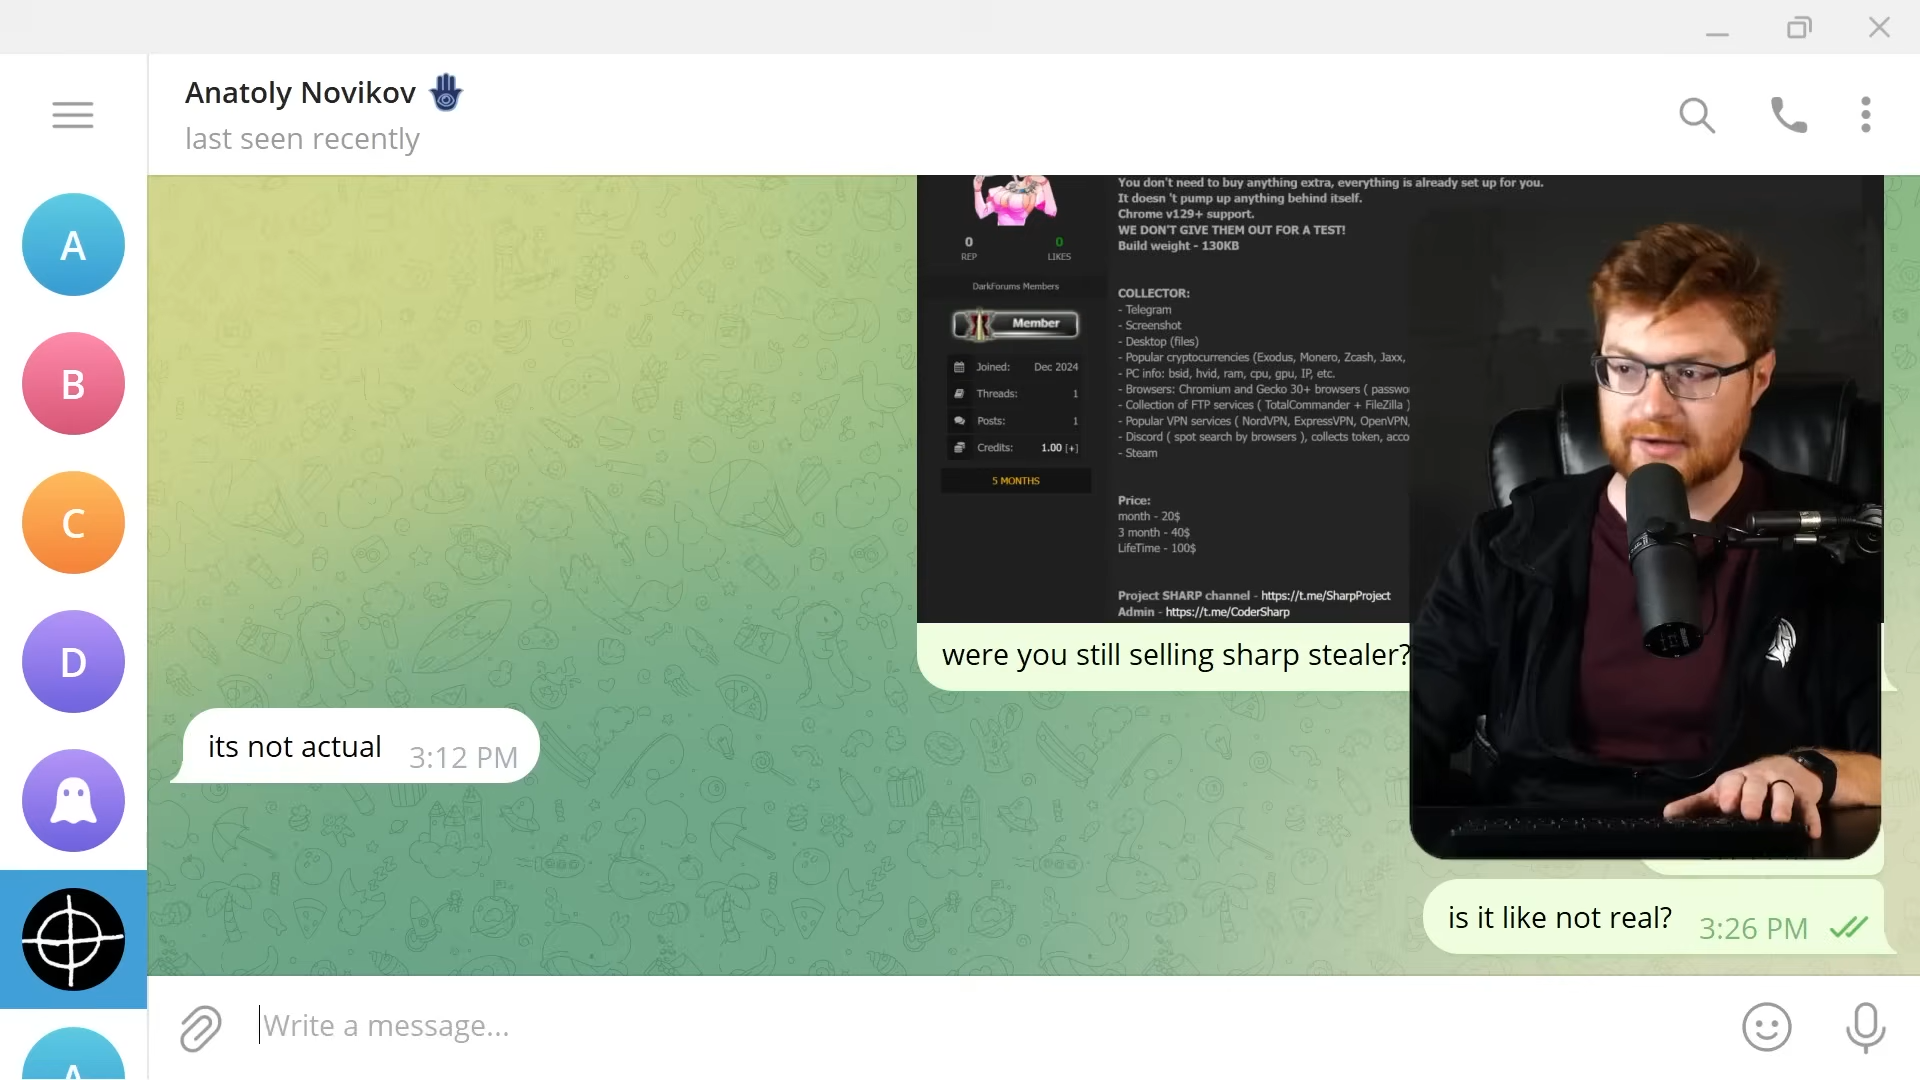 Anatoly Novikov
last seen recently
A
B
C
D
A
You don't need to buy anything extra, everything is already set up for you.
It doesn 't pump up anything behind itself.
Chrome v129+ support.
WE DON'T GIVE THEM OUT FOR A TEST!
Build weight - 130KB
0 0
REP LIKES
DarkForums Members
Member
Joined: Dec 2024
Threads: 1
Posts: 1
Credits: 1.00 [+]
5 MONTHS
COLLECTOR:
- Telegram
- Screenshot
- Desktop (files)
- Popular cryptocurrencies (Exodus, Monero, Zcash, Jaxx,
- PC info: bsid, hvid, ram, cpu, gpu, IP, etc.
- Browsers: Chromium and Gecko 30+ browsers ( passwo
- Collection of FTP services ( TotalCommander + FileZilla )
- Popular VPN services ( NordVPN, ExpressVPN, OpenVPN,
- Discord ( spot search by browsers ), collects token, acco
- Steam
Price:
month - 20$
3 month - 40$
LifeTime - 100$
Project SHARP channel - https://t.me/SharpProject
Admin - https://t.me/CoderSharp
were you still selling sharp stealer?
its not actual 3:12 PM
is it like not real? 3:26 PM
Write a message...